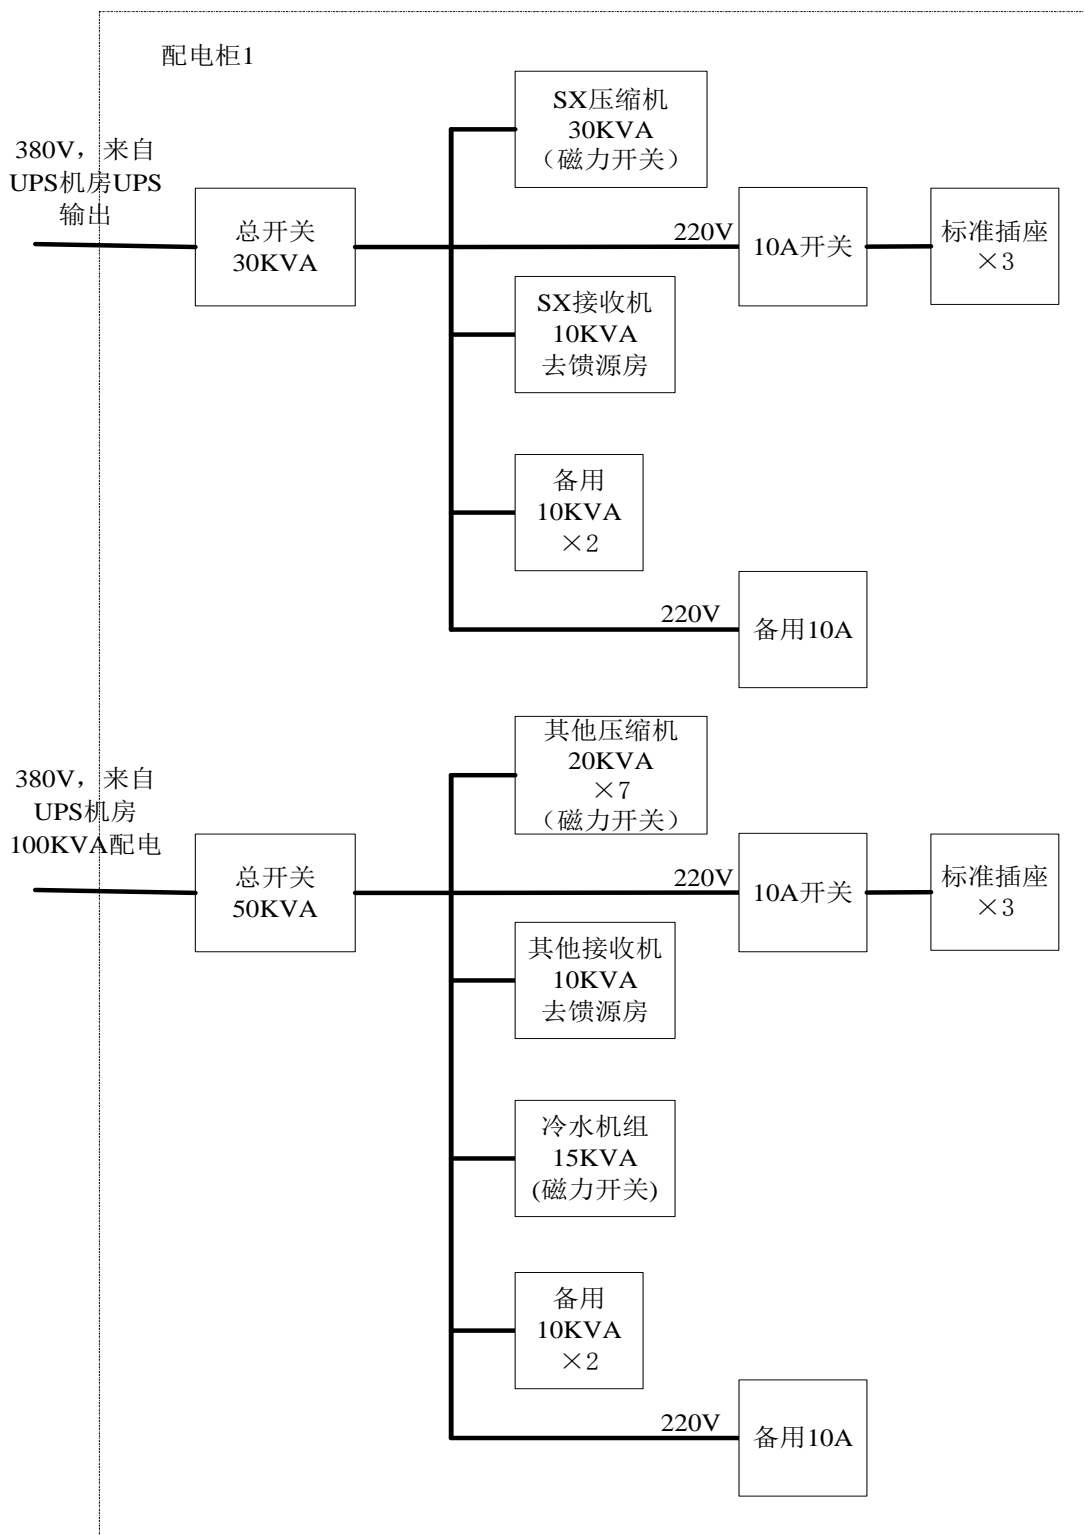 配电柜1
SX压缩机
30KVA
（磁力开关）
380V，来自
UPS机房UPS
输出
总开关
30KVA
220V
10A开关
标准插座
×3
SX接收机
10KVA
去馈源房
备用
10KVA
×2
220V
备用10A
其他压缩机
20KVA
×7
（磁力开关）
380V，来自
UPS机房
100KVA配电
总开关
50KVA
220V
10A开关
标准插座
×3
其他接收机
10KVA
去馈源房
冷水机组
15KVA
(磁力开关)
备用
10KVA
×2
220V
备用10A